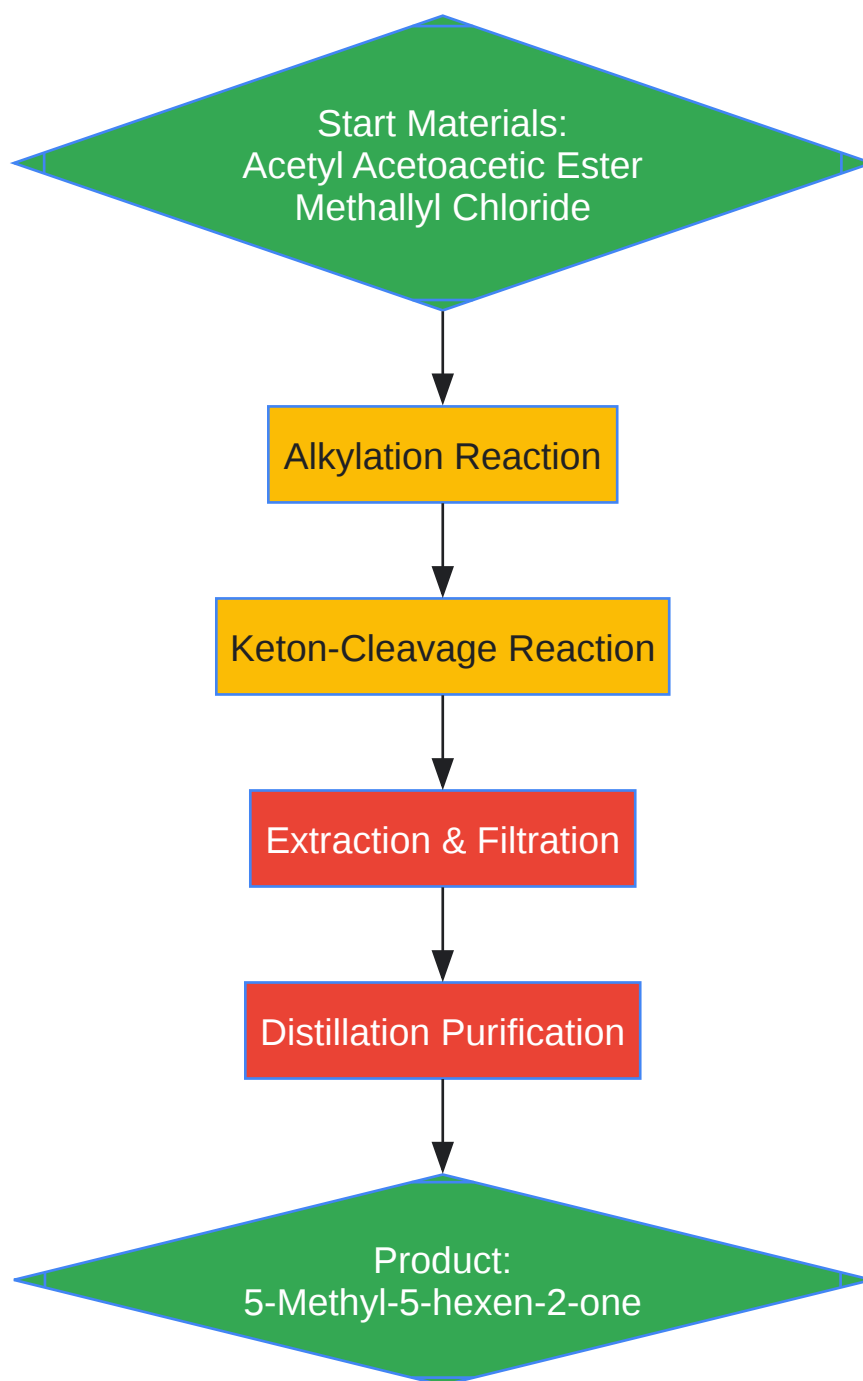 Start Materials:
Acetyl Acetoacetic Ester
Methallyl Chloride
Alkylation Reaction
Keton-Cleavage Reaction
Extraction & Filtration
Distillation Purification
Product:
5-Methyl-5-hexen-2-one